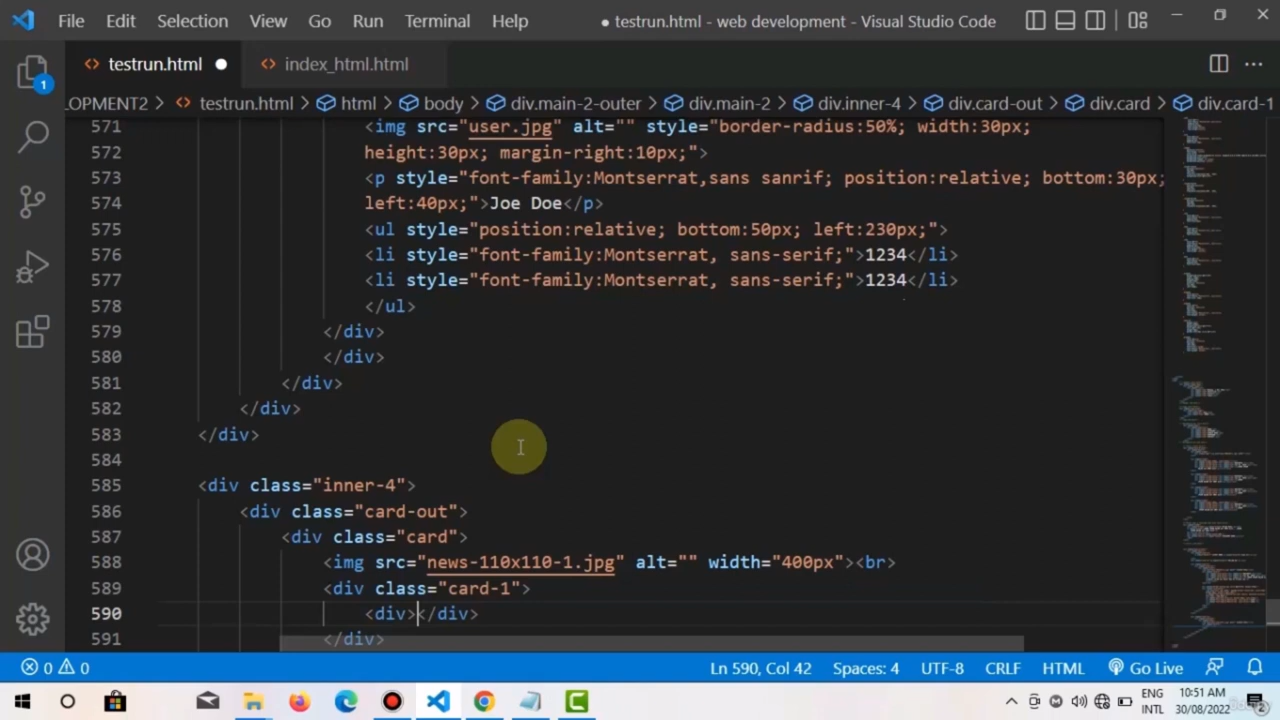 File Edit Selection View Go Run Terminal Help
● testrun.html - web development - Visual Studio Code
testrun.html ● index_html.html
LOPMENT2 > testrun.html > html > body > div.main-2-outer > div.main-2 > div.inner-4 > div.card-out > div.card > div.card-1
571 <img src="user.jpg" alt="" style="border-radius:50%; width:30px;
572 height:30px; margin-right:10px;">
573 <p style="font-family:Montserrat,sans sanrif; position:relative; bottom:30px;
574 left:40px;">Joe Doe</p>
575 <ul style="position:relative; bottom:50px; left:230px;">
576 <li style="font-family:Montserrat, sans-serif;">1234</li>
577 <li style="font-family:Montserrat, sans-serif;">1234</li>
578 </ul>
579 </div>
580 </div>
581 </div>
582 </div>
583 </div>
584
585 <div class="inner-4">
586 <div class="card-out">
587 <div class="card">
588 <img src="news-110x110-1.jpg" alt="" width="400px"><br>
589 <div class="card-1">
590 <div></div>
591 </div>
1
0 0 Ln 590, Col 42 Spaces: 4 UTF-8 CRLF HTML Go Live
ENG 10:51 AM
INTL 30/08/2022 2